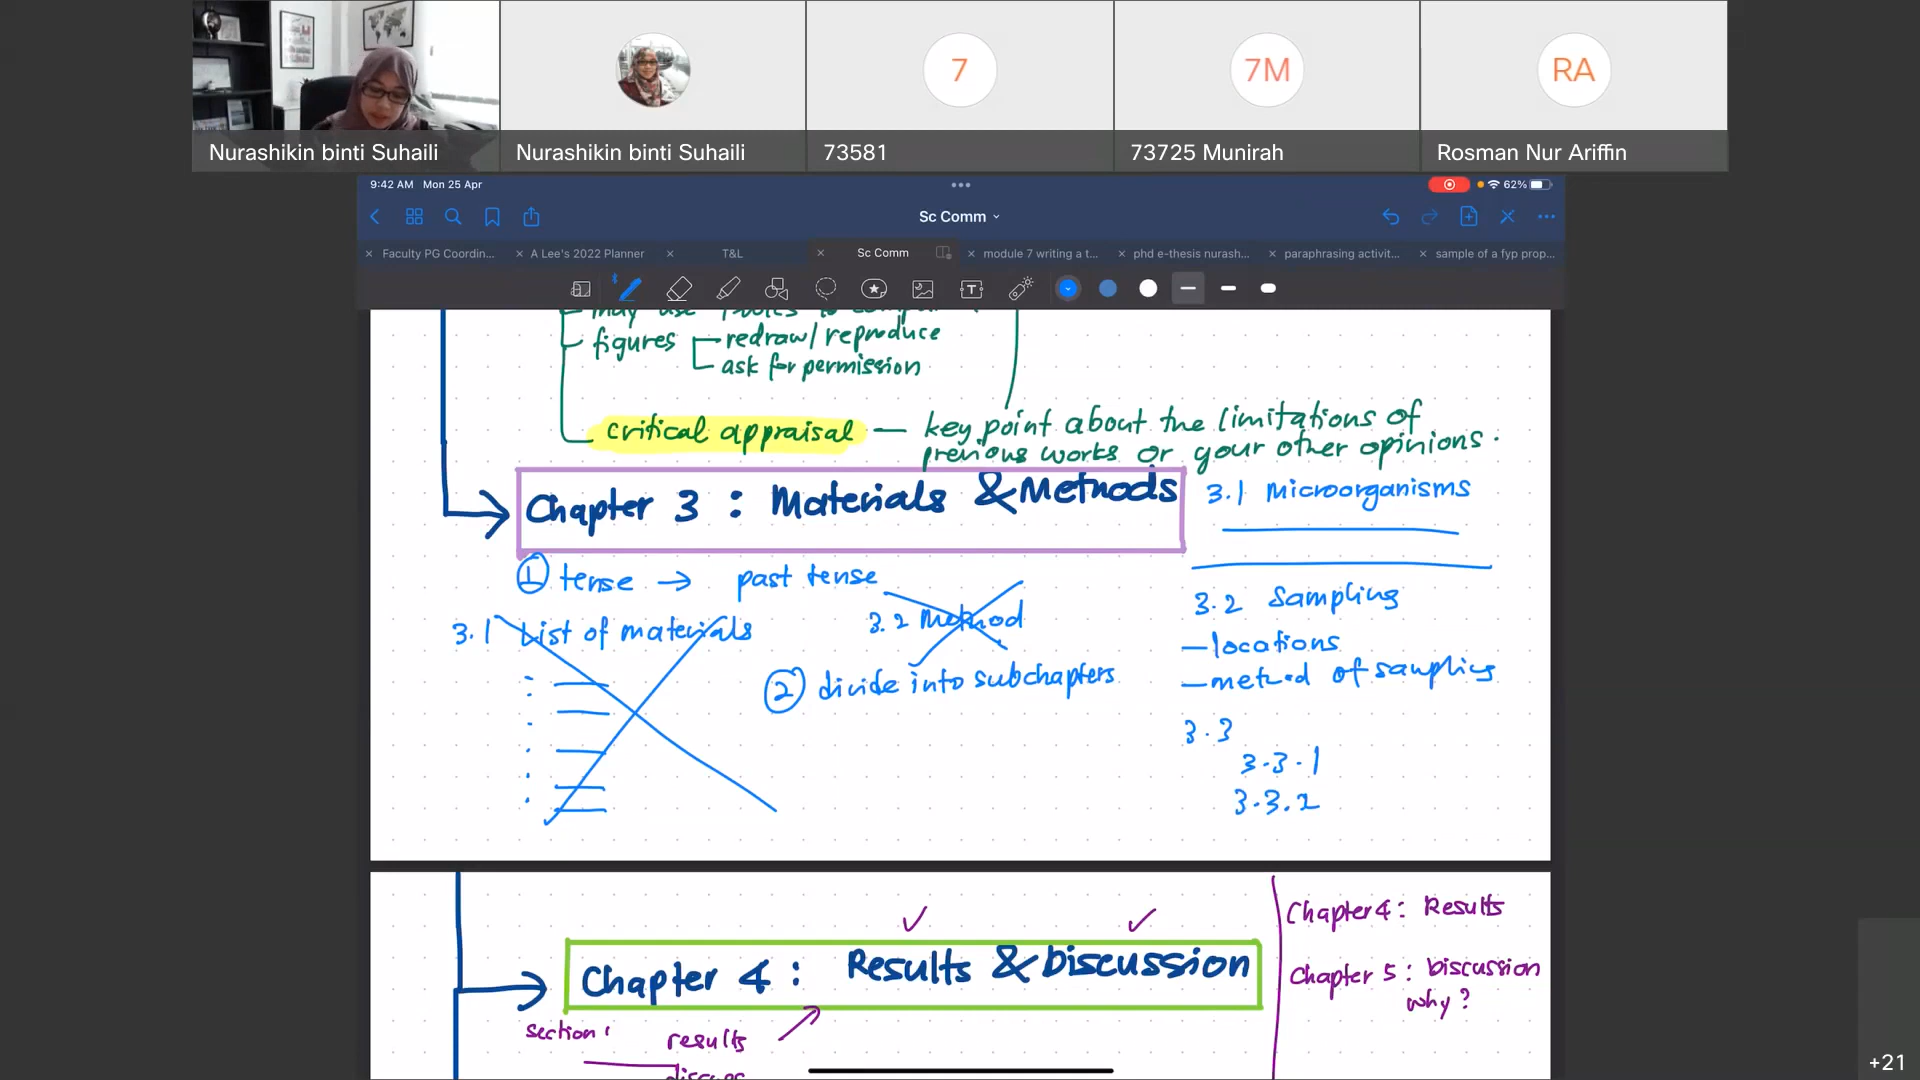 7
7M
RA
Nurashikin binti Suhaili
Nurashikin binti Suhaili
73581
73725 Munirah
Rosman Nur Ariffin
9:42 AM Mon 25 Apr
62%
Sc Comm
Faculty PG Coordin...
A Lee's 2022 Planner
T&L
Sc Comm
module 7 writing a t...
phd e-thesis nurash...
paraphrasing activit...
sample of a fyp prop...
may use tables to
figures
redraw/reproduce
ask for permission
critical appraisal — key point about the limitations of
previous works or your other opinions.
Chapter 3 : Materials & Methods
3.1 Microorganisms
① tense → past tense
3.1 List of materials
3.2 Method
② divide into subchapters
3.2 Sampling
— locations
— method of sampling
3.3
3.3.1
3.3.2
Chapter 4 : Results & Discussion
Chapter 4 : Results
Chapter 5 : Discussion
why?
section 1
results
+21